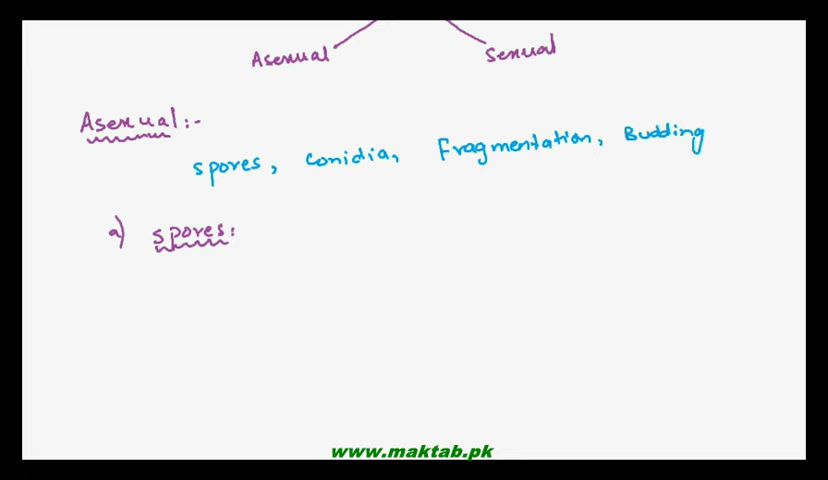 Asexual Sexual
Asexual:-
spores, conidia, Fragmentation, Budding
a) spores:
www.maktab.pk